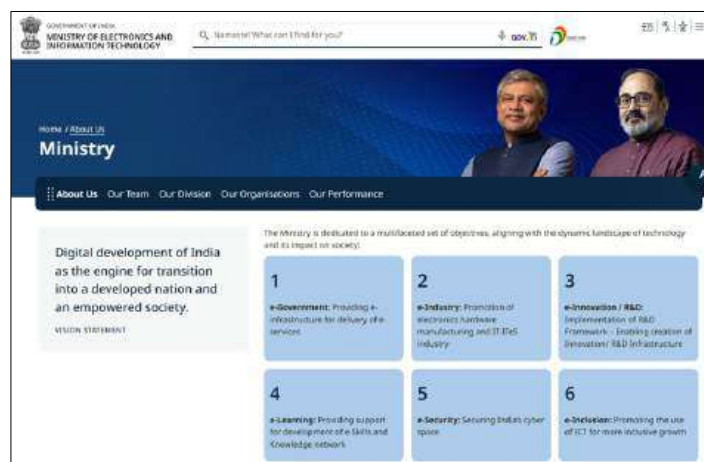 GOVERNMENT OF INDIA
MINISTRY OF ELECTRONICS AND
INFORMATION TECHNOLOGY
Namaste! What can I find for you?
GOV.IN
Home / About Us
Ministry
About Us Our Team Our Division Our Organisations Our Performance
Digital development of India
as the engine for transition
into a developed nation and
an empowered society.
VISION STATEMENT
The Ministry is dedicated to a multifaceted set of objectives, aligning with the dynamic landscape of technology
and its impact on society:
1
e-Government: Providing e-
infrastructure for delivery of e-
services
2
e-Industry: Promotion of
electronics hardware
manufacturing and IT-ITeS
industry
3
e-Innovation / R&D:
Implementation of R&D
Framework - Enabling creation of
Innovation/ R&D Infrastructure
4
e-Learning: Providing support
for development of e-Skills and
Knowledge network
5
e-Security: Securing India's cyber
space
6
e-Inclusion: Promoting the use
of ICT for more inclusive growth